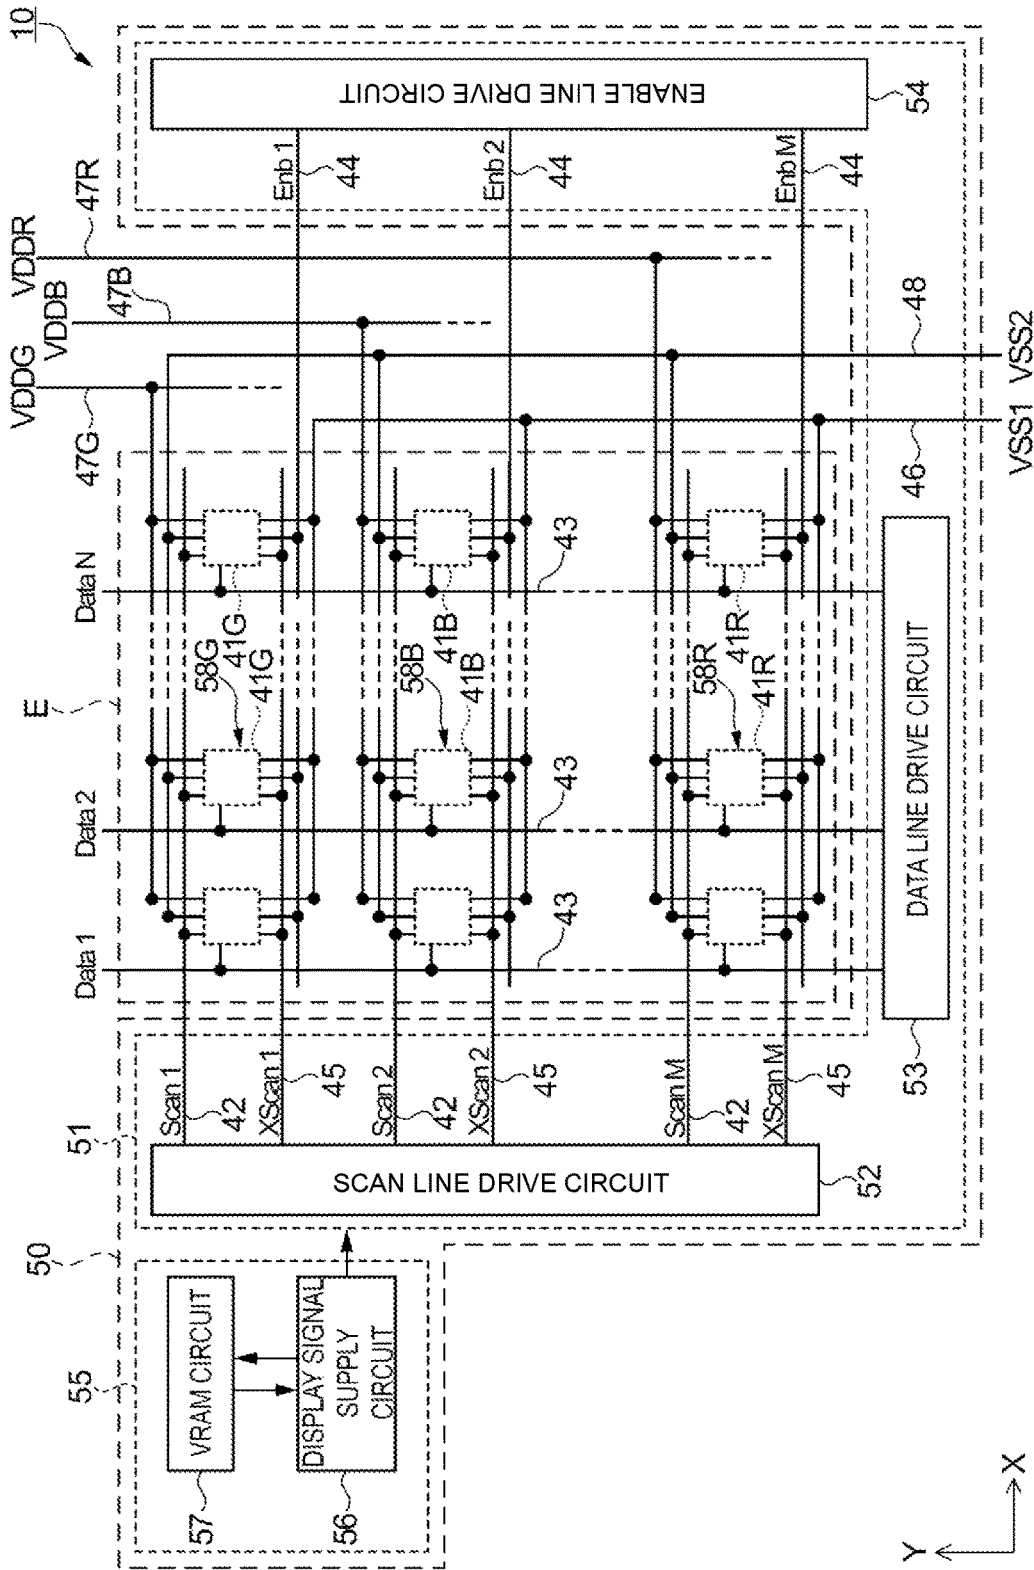 10
VDDR
47R
VDDB
47B
VDDG
47G
ENABLE LINE DRIVE CIRCUIT
54
Enb 1
44
Enb 2
44
Enb M
44
48
VSS2
46
VSS1
E
Data N
43
41G
41B
41R
58G
41G
58B
41B
58R
41R
Data 2
43
Data 1
43
DATA LINE DRIVE CIRCUIT
53
Scan 1
42
XScan 1
45
Scan 2
42
XScan 2
45
Scan M
42
XScan M
45
51
SCAN LINE DRIVE CIRCUIT
52
50
55
VRAM CIRCUIT
57
DISPLAY SIGNAL
SUPPLY
CIRCUIT
56
Y
X